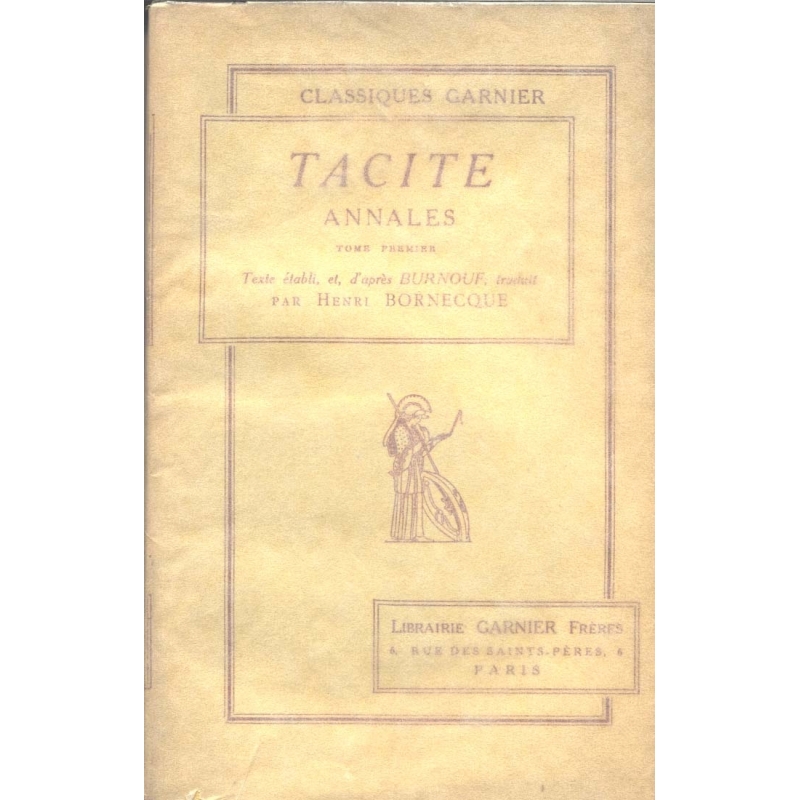 CLASSIQUES GARNIER
TACITE
ANNALES
TOME PREMIER
Texte établi, et, d'après BURNOUF, traduit
PAR HENRI BORNECQUE
LIBRAIRIE GARNIER FRÈRES
6, RUE DES SAINTS-PÈRES, 6
PARIS